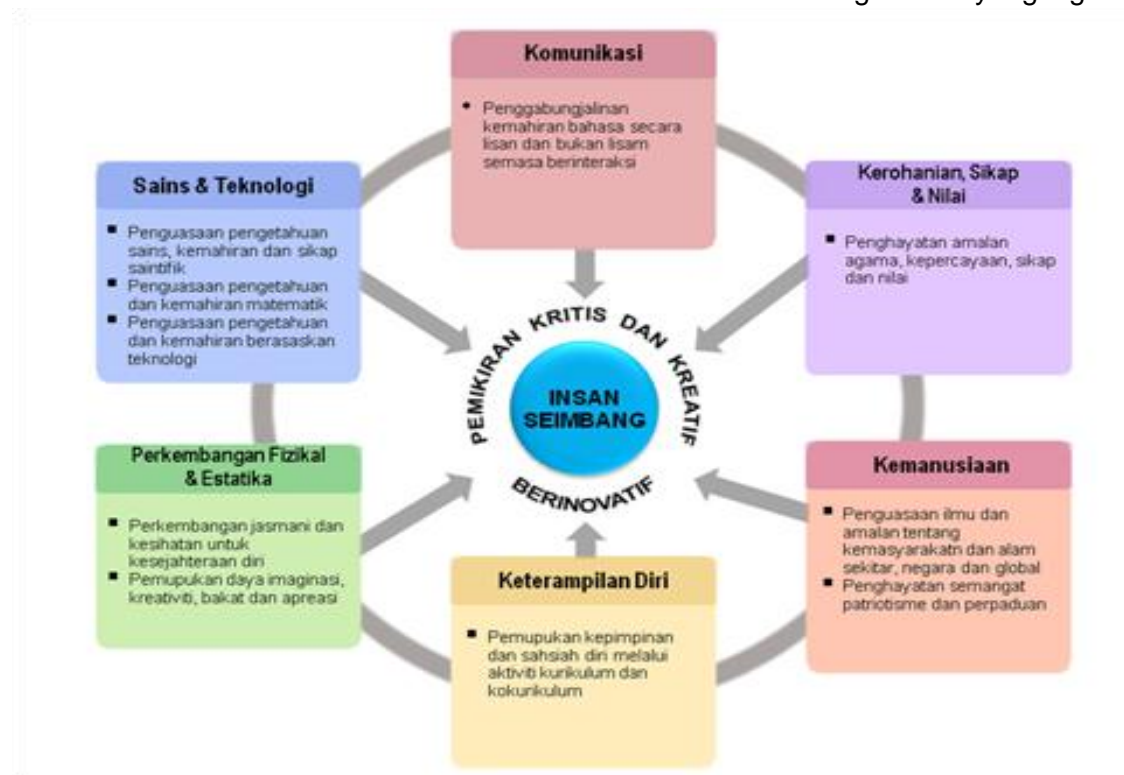 Komunikasi
• Penggabungjalinan
kemahiran bahasa secara
lisan dan bukan lisam
semasa berinteraksi
Sains & Teknologi
▪ Penguasaan pengetahuan
sains, kemahiran dan sikap
saintifik
▪ Penguasaan pengetahuan
dan kemahiran matematik
▪ Penguasaan pengetahuan
dan kemahiran berasaskan
teknologi
Kerohanian, Sikap
& Nilai
▪ Penghayatan amalan
agama, kepercayaan, sikap
dan nilai
PEMIKIRAN KRITIS DAN KREATIF
INSAN
SEIMBANG
BERINOVATIF
Perkembangan Fizikal
& Estatika
▪ Perkembangan jasmani dan
kesihatan untuk
kesejahteraan diri
▪ Pemupukan daya imaginasi,
kreativiti, bakat dan apreasi
Keterampilan Diri
▪ Pemupukan kepimpinan
dan sahsiah diri melalui
aktiviti kurikulum dan
kokurikulum
Kemanusiaan
▪ Penguasaan ilmu dan
amalan tentang
kemasyarakatn dan alam
sekitar, negara dan global
▪ Penghayatan semangat
patriotisme dan perpaduan